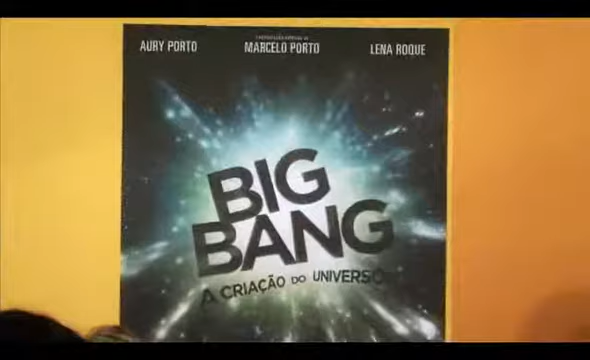 AURY PORTO
MARCELO PORTO
LENA ROQUE
BIG
BANG
A CRIAÇÃO DO UNIVERSO